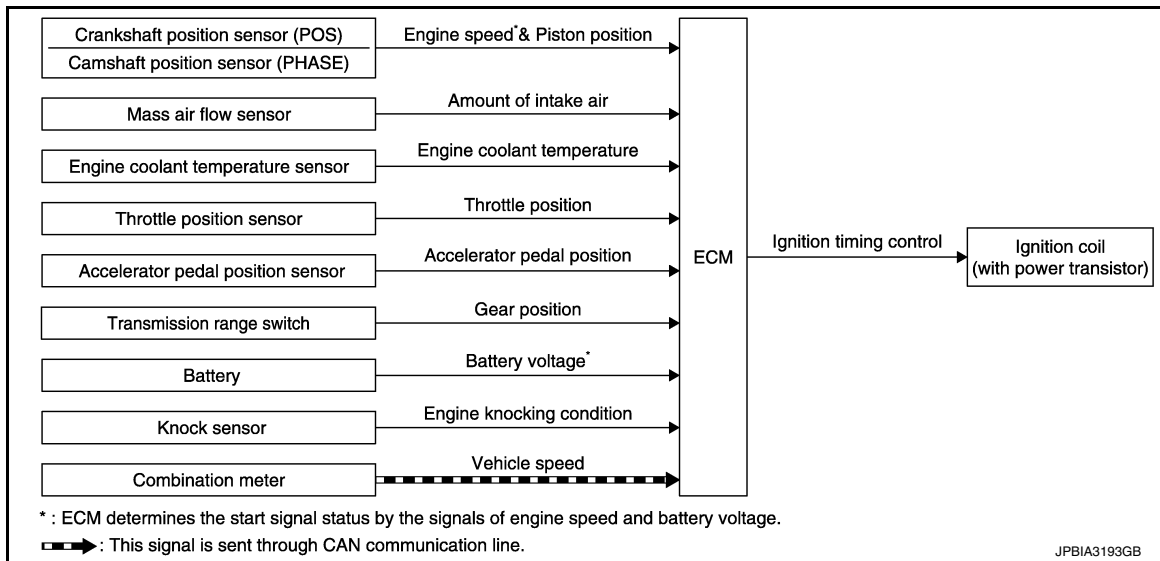 Crankshaft position sensor (POS)
Camshaft position sensor (PHASE)
Engine speed* & Piston position
Mass air flow sensor
Amount of intake air
Engine coolant temperature sensor
Engine coolant temperature
Throttle position sensor
Throttle position
Accelerator pedal position sensor
Accelerator pedal position
Transmission range switch
Gear position
Battery
Battery voltage*
Knock sensor
Engine knocking condition
Combination meter
Vehicle speed
ECM
Ignition timing control
Ignition coil
(with power transistor)
* : ECM determines the start signal status by the signals of engine speed and battery voltage.
: This signal is sent through CAN communication line.
JPBIA3193GB